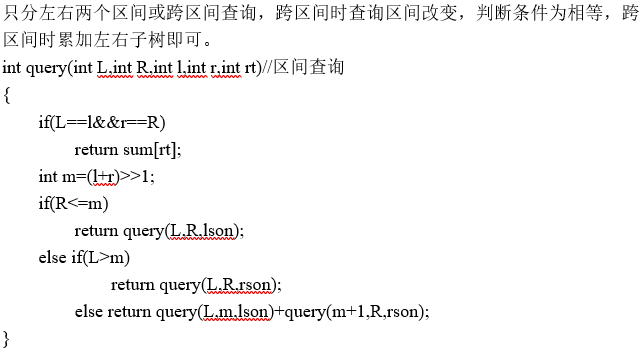 只分左右两个区间或跨区间查询，跨区间时查询区间改变，判断条件为相等，跨
区间时累加左右子树即可。
int query(int L,int R,int l,int r,int rt)//区间查询
{
if(L==l&&r==R)
return sum[rt];
int m=(l+r)>>1;
if(R<=m)
return query(L,R,lson);
else if(L>m)
return query(L,R,rson);
else return query(L,m,lson)+query(m+1,R,rson);
}